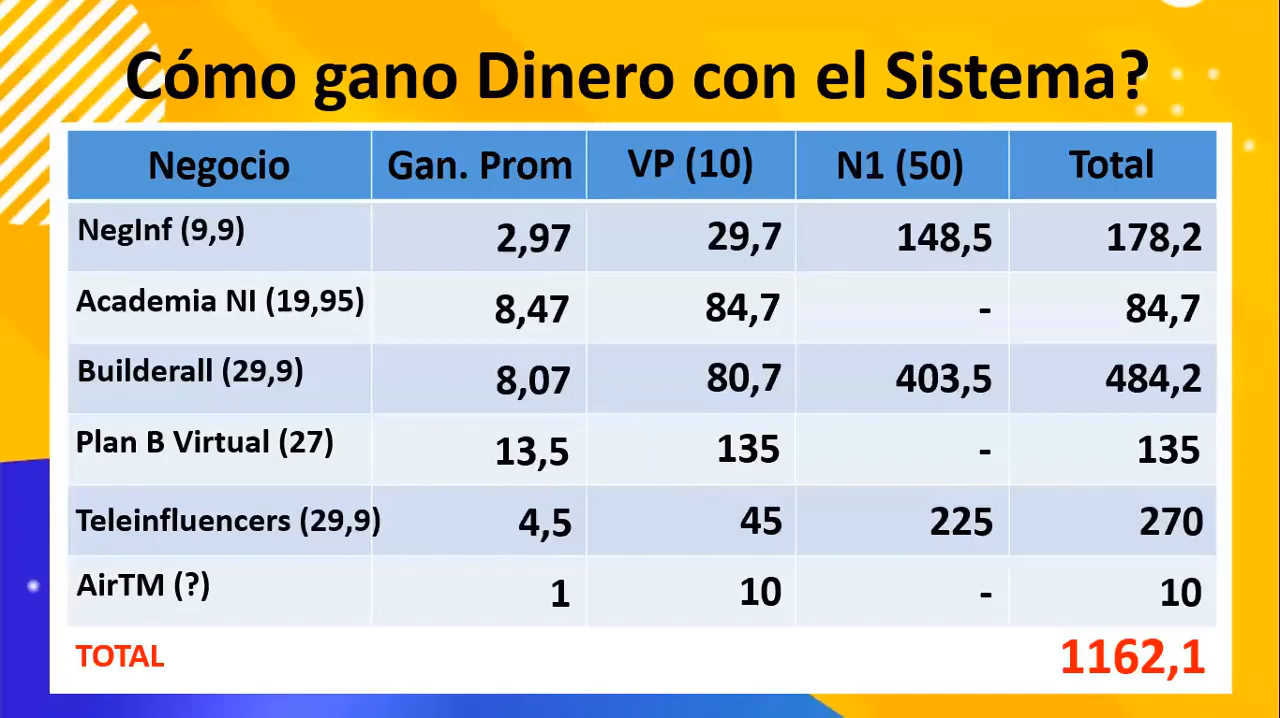 Cómo gano Dinero con el Sistema?
Negocio Gan. Prom VP (10) N1 (50) Total
NegInf (9,9) 2,97 29,7 148,5 178,2
Academia NI (19,95) 8,47 84,7 - 84,7
Builderall (29,9) 8,07 80,7 403,5 484,2
Plan B Virtual (27) 13,5 135 - 135
Teleinfluencers (29,9) 4,5 45 225 270
AirTM (?) 1 10 - 10
TOTAL 1162,1